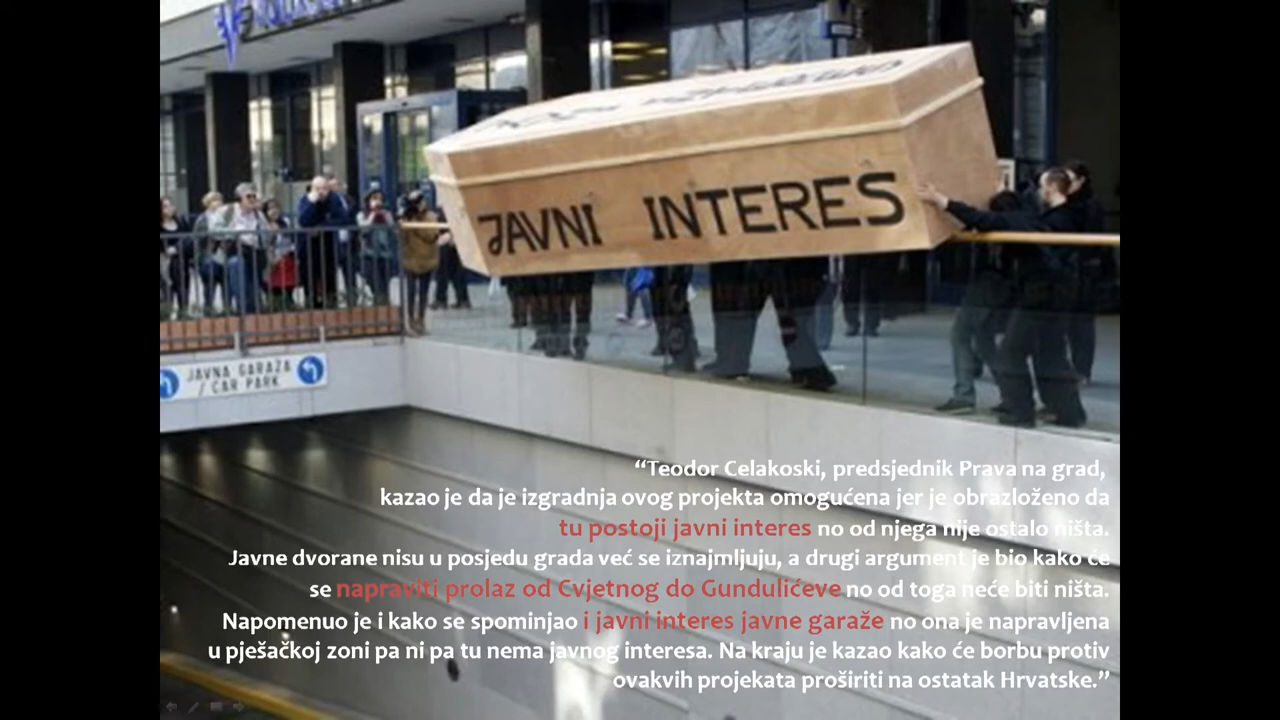 JAVNI INTERES
JAVNA GARAŽA
/ CAR PARK
“Teodor Celakoski, predsjednik Prava na grad,
kazao je da je izgradnja ovog projekta omogućena jer je obrazloženo da
tu postoji javni interes no od njega nije ostalo ništa.
Javne dvorane nisu u posjedu grada već se iznajmljuju, a drugi argument je bio kako će
se napraviti prolaz od Cvjetnog do Gundulićeve no od toga neće biti ništa.
Napomenuo je i kako se spominjao i javni interes javne garaže no ona je napravljena
u pješačkoj zoni pa ni pa tu nema javnog interesa. Na kraju je kazao kako će borbu protiv
ovakvih projekata proširiti na ostatak Hrvatske.”